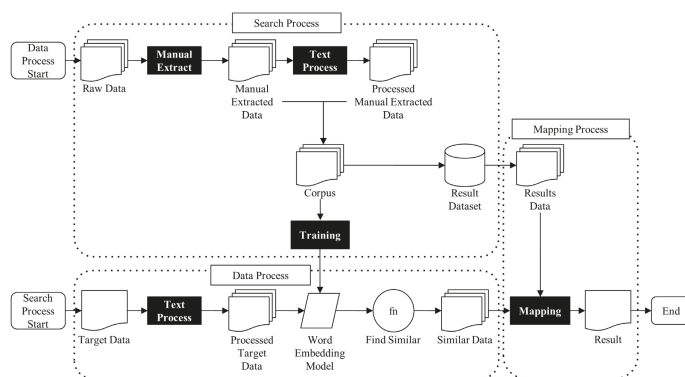 Search Process
Data
Process
Start
Manual
Extract
Text
Process
Raw Data
Manual
Extracted
Data
Processed
Manual Extracted
Data
Mapping Process
Corpus
Result
Dataset
Results
Data
Training
Data Process
Search
Process
Start
Text
Process
fn
Mapping
End
Target Data
Processed
Target
Data
Word
Embedding
Model
Find Similar
Similar Data
Result